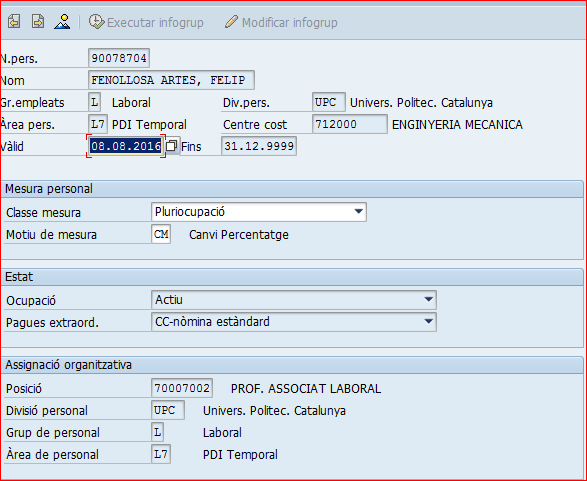 Executar infogrup Modificar infogrup
N.pers. 90078704
Nom FENOLLOSA ARTES, FELIP
Gr.empleats L Laboral Div.pers. UPC Univers. Politec. Catalunya
Àrea pers. L7 PDI Temporal Centre cost 712000 ENGINYERIA MECANICA
Vàlid 08.08.2016 Fins 31.12.9999
Mesura personal
Classe mesura Pluriocupació
Motiu de mesura CM Canvi Percentatge
Estat
Ocupació Actiu
Pagues extraord. CC-nòmina estàndard
Assignació organitzativa
Posició 70007002 PROF. ASSOCIAT LABORAL
Divisió personal UPC Univers. Politec. Catalunya
Grup de personal L Laboral
Àrea de personal L7 PDI Temporal